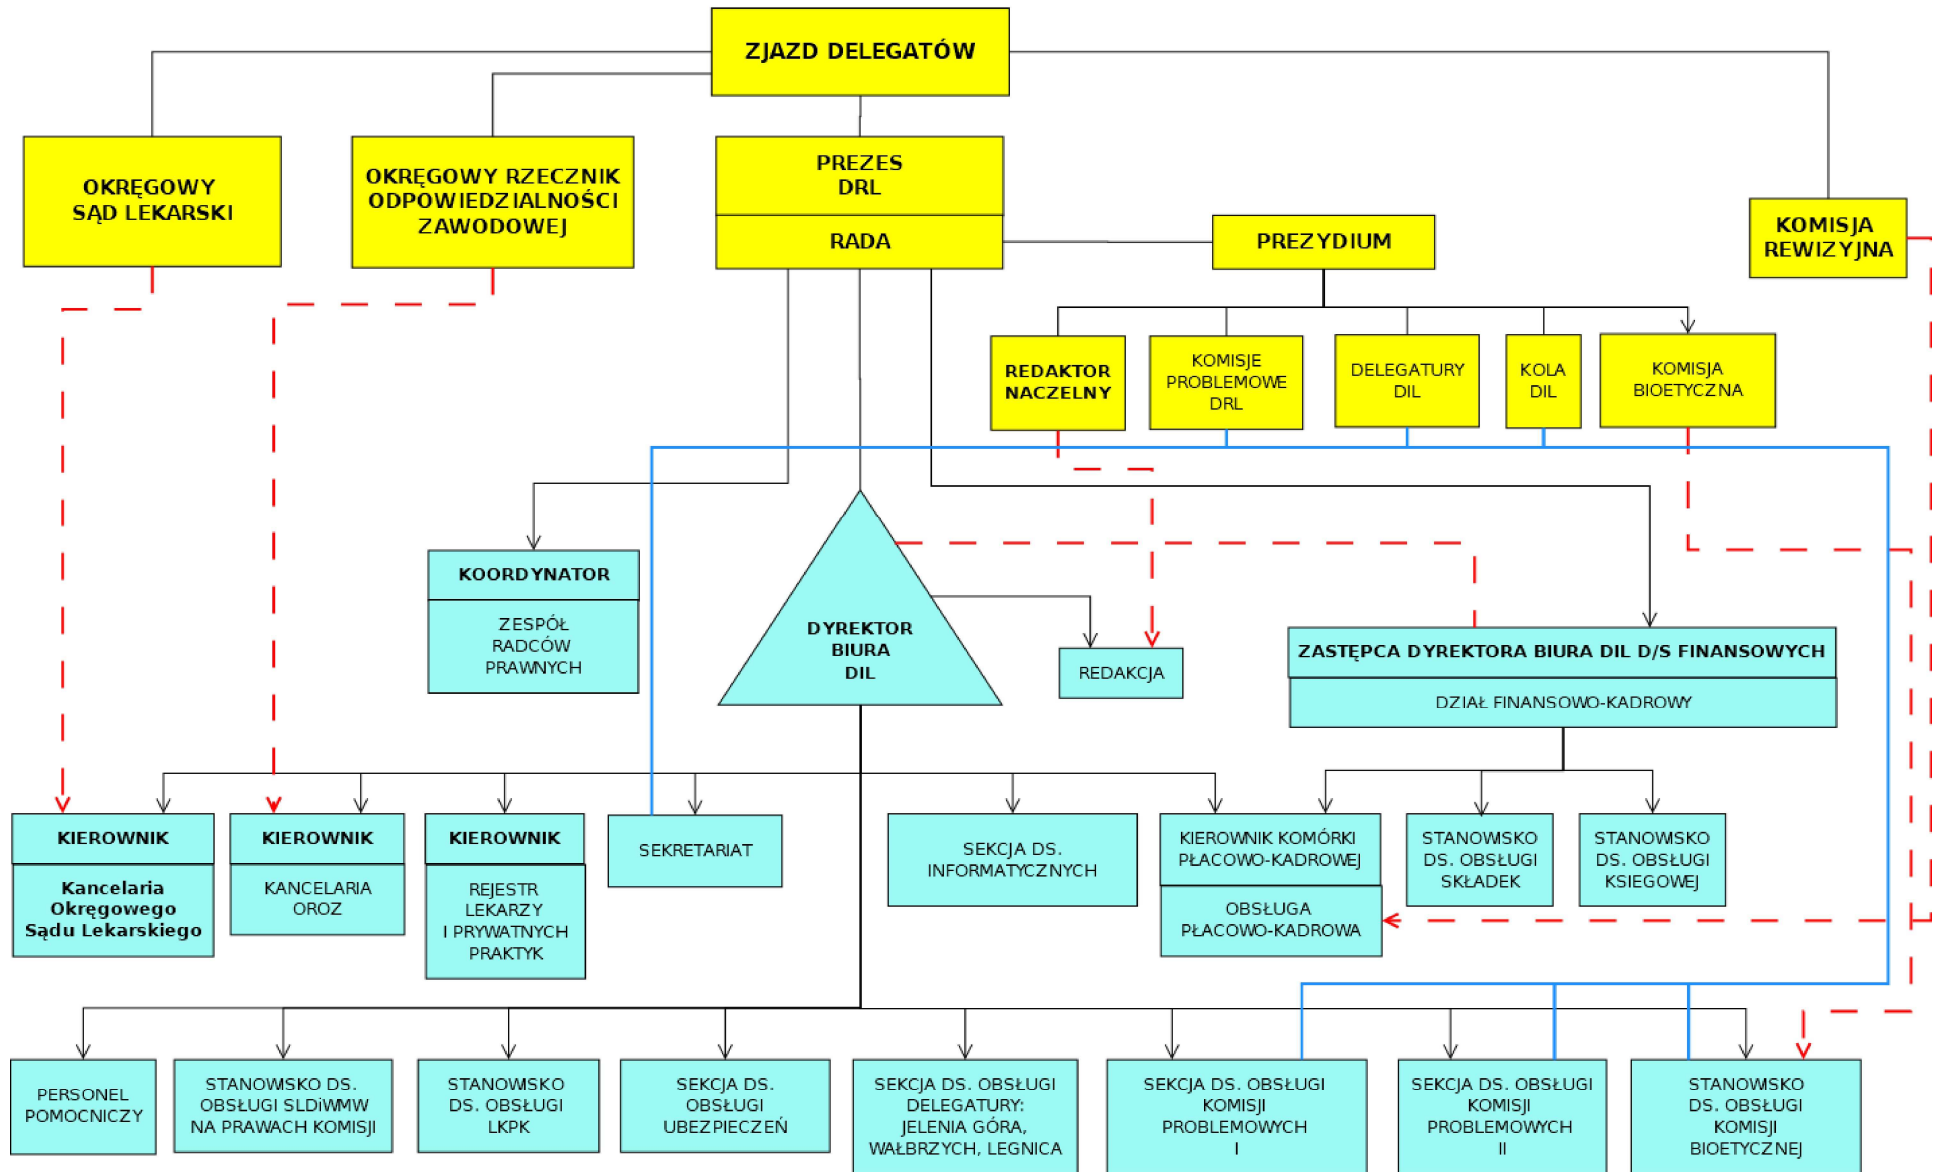 ZJAZD DELEGATÓW
OKRĘGOWY
SĄD LEKARSKI
OKRĘGOWY RZECZNIK
ODPOWIEDZIALNOŚCI
ZAWODOWEJ
PREZES
DRL
RADA
PREZYDIUM
KOMISJA
REWIZYJNA
REDAKTOR
NACZELNY
KOMISJE
PROBLEMOWE
DRL
DELEGATURY
DIL
KOLA
DIL
KOMISJA
BIOETYCZNA
KOORDYNATOR
ZESPÓŁ
RADCÓW
PRAWNYCH
DYREKTOR
BIURA
DIL
REDAKCJA
ZASTĘPCA DYREKTORA BIURA DIL D/S FINANSOWYCH
DZIAŁ FINANSOWO-KADROWY
KIEROWNIK
Kancelaria
Okręgowego
Sądu Lekarskiego
KIEROWNIK
KANCELARIA
OROZ
KIEROWNIK
REJESTR
LEKARZY
I PRYWATNYCH
PRAKTYK
SEKRETARIAT
SEKCJA DS.
INFORMATYCZNYCH
KIEROWNIK KOMÓRKI
PŁACOWO-KADROWEJ
OBSŁUGA
PŁACOWO-KADROWA
STANOWISKO
DS. OBSŁUGI
SKŁADEK
STANOWISKO
DS. OBSŁUGI
KSIEGOWEJ
PERSONEL
POMOCNICZY
STANOWISKO DS.
OBSŁUGI SLDiWMW
NA PRAWACH KOMISJI
STANOWISKO
DS. OBSŁUGI
LKPK
SEKCJA DS.
OBSŁUGI
UBEZPIECZEŃ
SEKCJA DS. OBSŁUGI
DELEGATURY:
JELENIA GÓRA,
WAŁBRZYCH, LEGNICA
SEKCJA DS. OBSŁUGI
KOMISJI
PROBLEMOWYCH
I
SEKCJA DS. OBSŁUGI
KOMISJI
PROBLEMOWYCH
II
STANOWISKO
DS. OBSŁUGI
KOMISJI
BIOETYCZNEJ